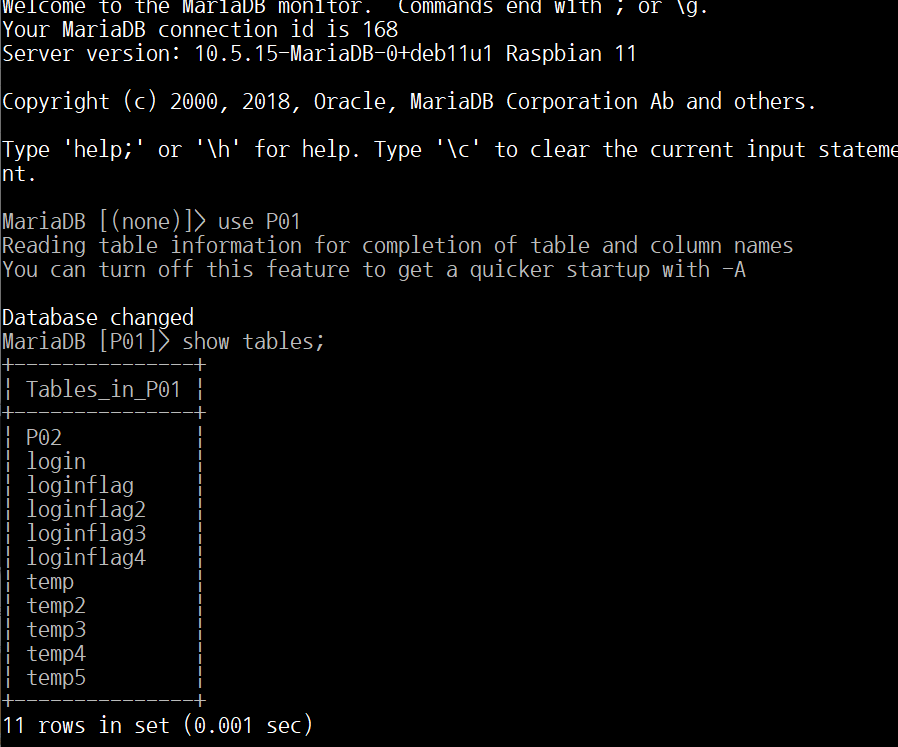 Welcome to the MariaDB monitor.  Commands end with ; or \g.
Your MariaDB connection id is 168
Server version: 10.5.15-MariaDB-0+deb11u1 Raspbian 11
Copyright (c) 2000, 2018, Oracle, MariaDB Corporation Ab and others.
Type 'help;' or '\h' for help. Type '\c' to clear the current input stateme
nt.
MariaDB [(none)]> use P01
Reading table information for completion of table and column names
You can turn off this feature to get a quicker startup with -A
Database changed
MariaDB [P01]> show tables;
+---------------+
| Tables_in_P01 |
+---------------+
| P02           |
| login         |
| loginflag     |
| loginflag2    |
| loginflag3    |
| loginflag4    |
| temp          |
| temp2         |
| temp3         |
| temp4         |
| temp5         |
+---------------+
11 rows in set (0.001 sec)